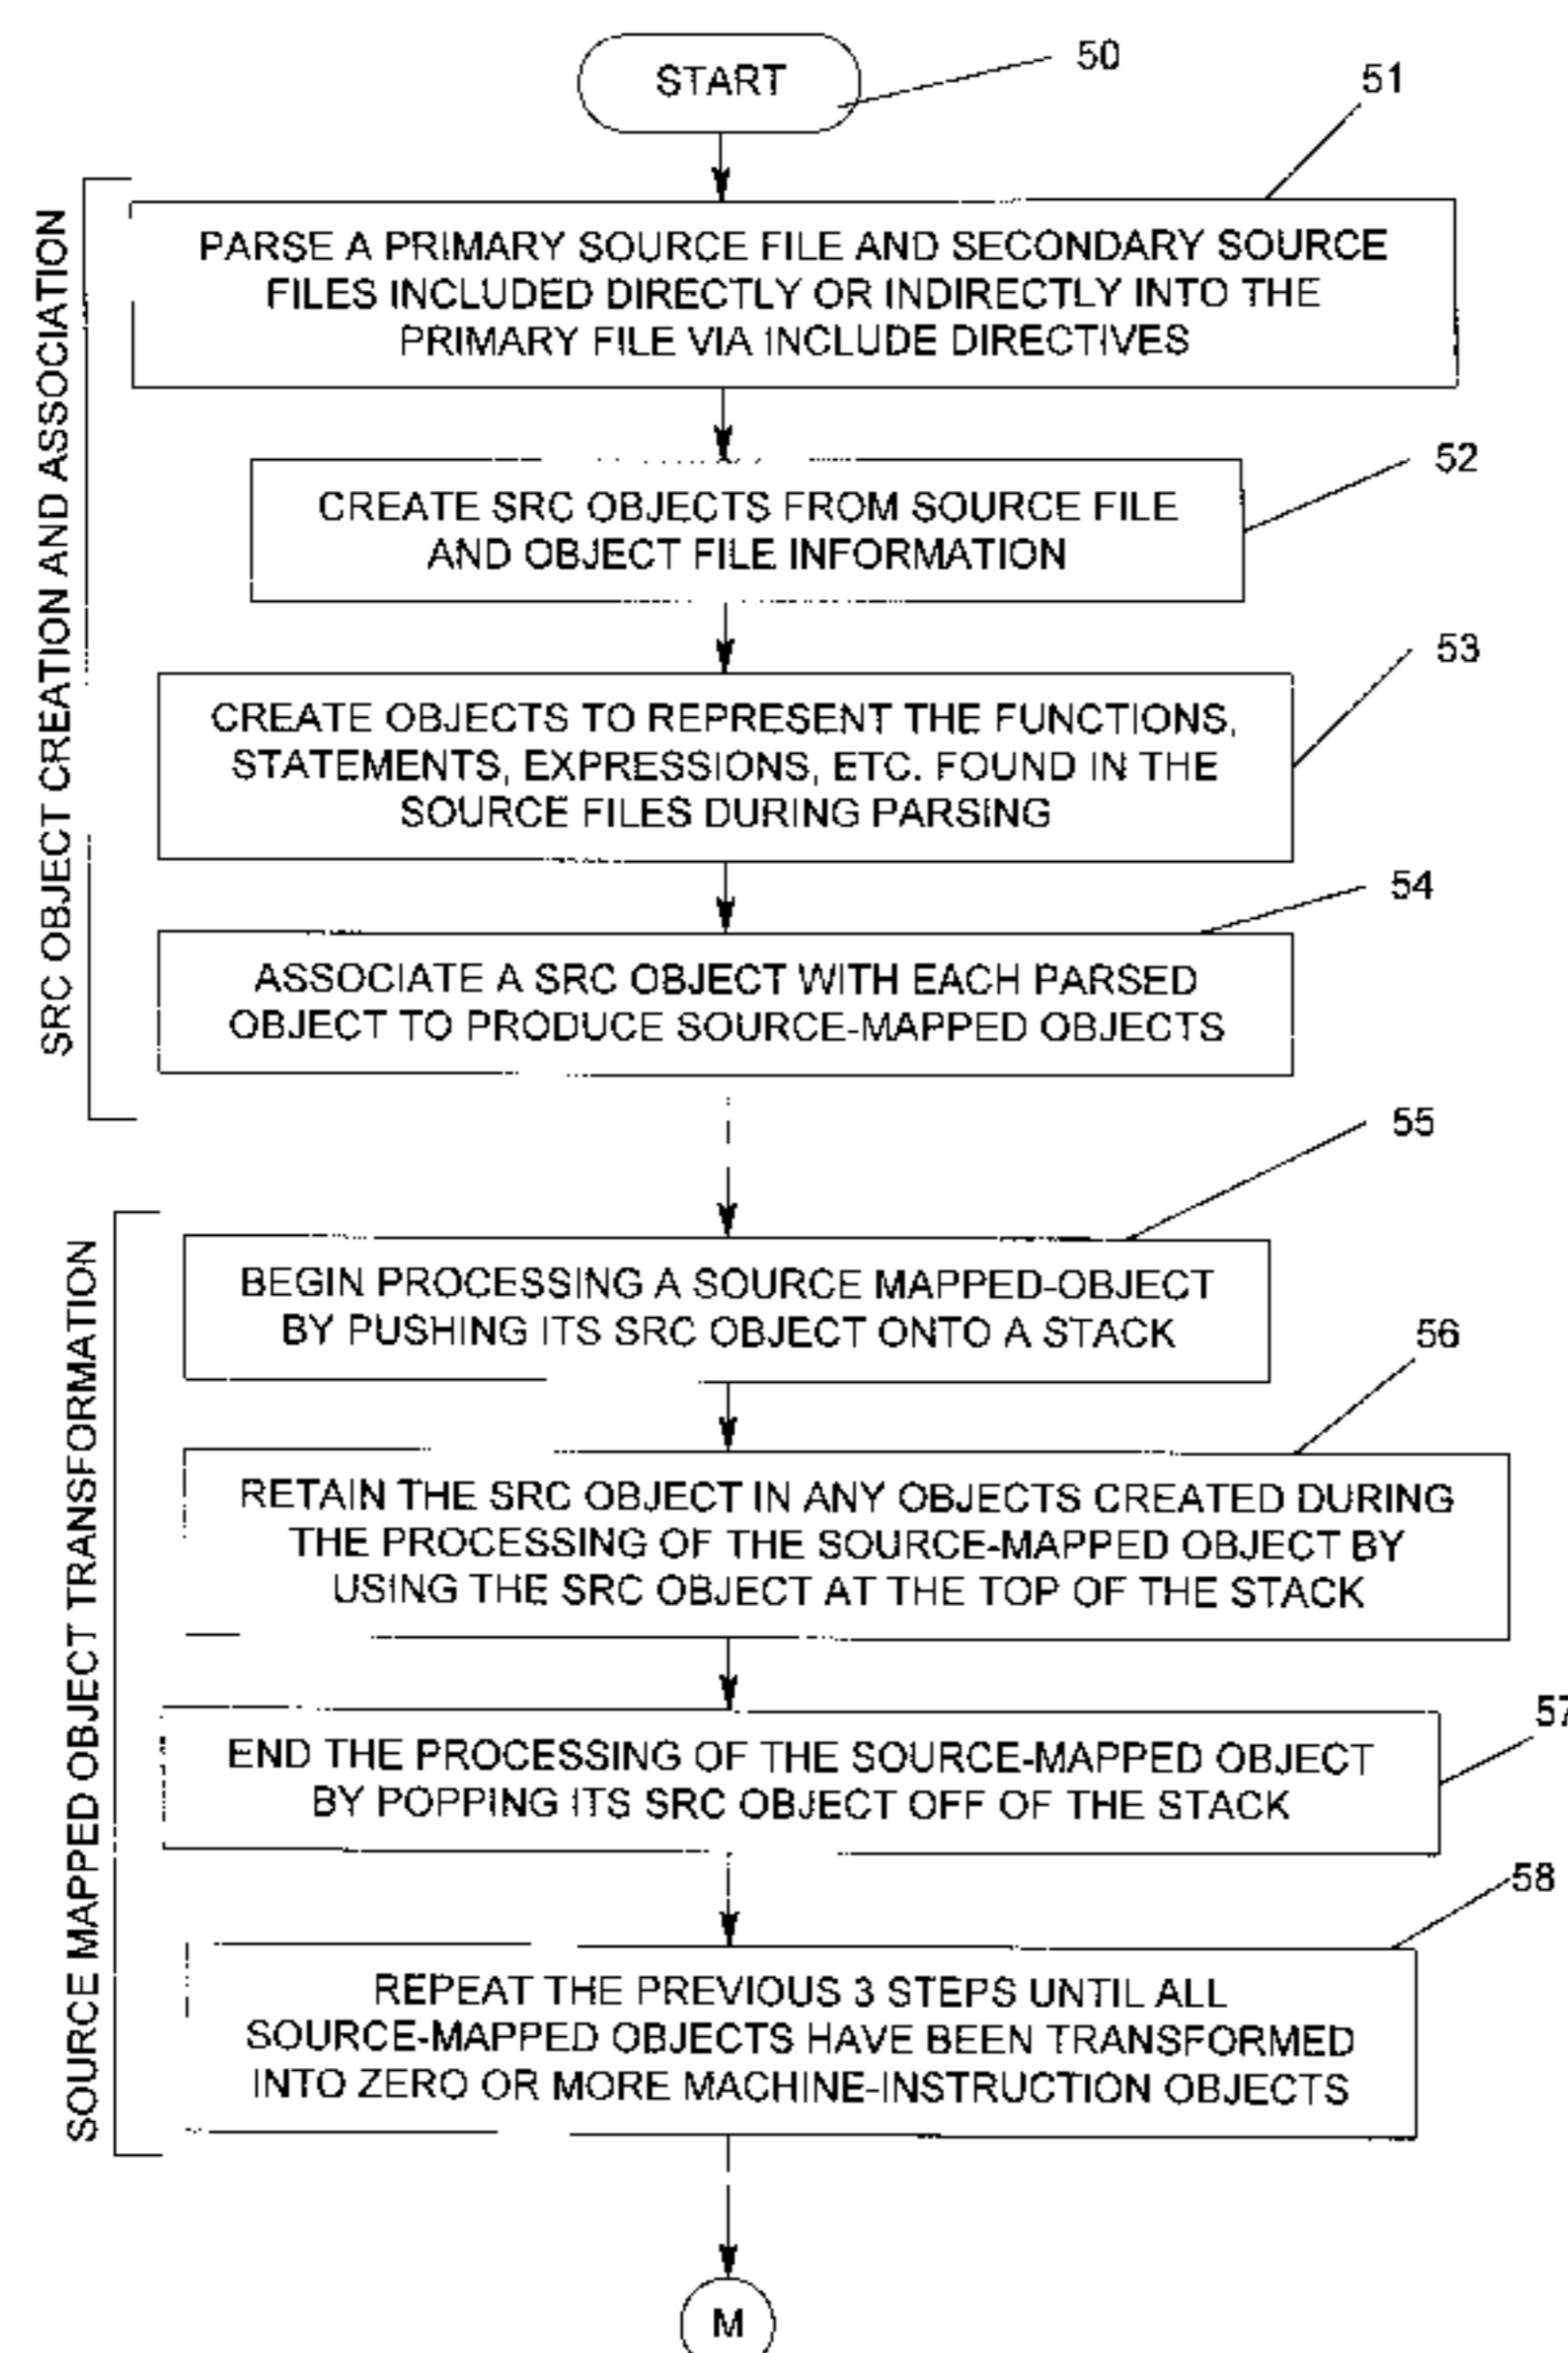 START
50
51
PARSE A PRIMARY SOURCE FILE AND SECONDARY SOURCE
FILES INCLUDED DIRECTLY OR INDIRECTLY INTO THE
PRIMARY FILE VIA INCLUDE DIRECTIVES
52
CREATE SRC OBJECTS FROM SOURCE FILE
AND OBJECT FILE INFORMATION
53
CREATE OBJECTS TO REPRESENT THE FUNCTIONS,
STATEMENTS, EXPRESSIONS, ETC. FOUND IN THE
SOURCE FILES DURING PARSING
54
ASSOCIATE A SRC OBJECT WITH EACH PARSED
OBJECT TO PRODUCE SOURCE-MAPPED OBJECTS
SRC OBJECT CREATION AND ASSOCIATION
55
BEGIN PROCESSING A SOURCE MAPPED-OBJECT
BY PUSHING ITS SRC OBJECT ONTO A STACK
56
RETAIN THE SRC OBJECT IN ANY OBJECTS CREATED DURING
THE PROCESSING OF THE SOURCE-MAPPED OBJECT BY
USING THE SRC OBJECT AT THE TOP OF THE STACK
57
END THE PROCESSING OF THE SOURCE-MAPPED OBJECT
BY POPPING ITS SRC OBJECT OFF OF THE STACK
58
REPEAT THE PREVIOUS 3 STEPS UNTIL ALL
SOURCE-MAPPED OBJECTS HAVE BEEN TRANSFORMED
INTO ZERO OR MORE MACHINE-INSTRUCTION OBJECTS
SOURCE MAPPED OBJECT TRANSFORMATION
M